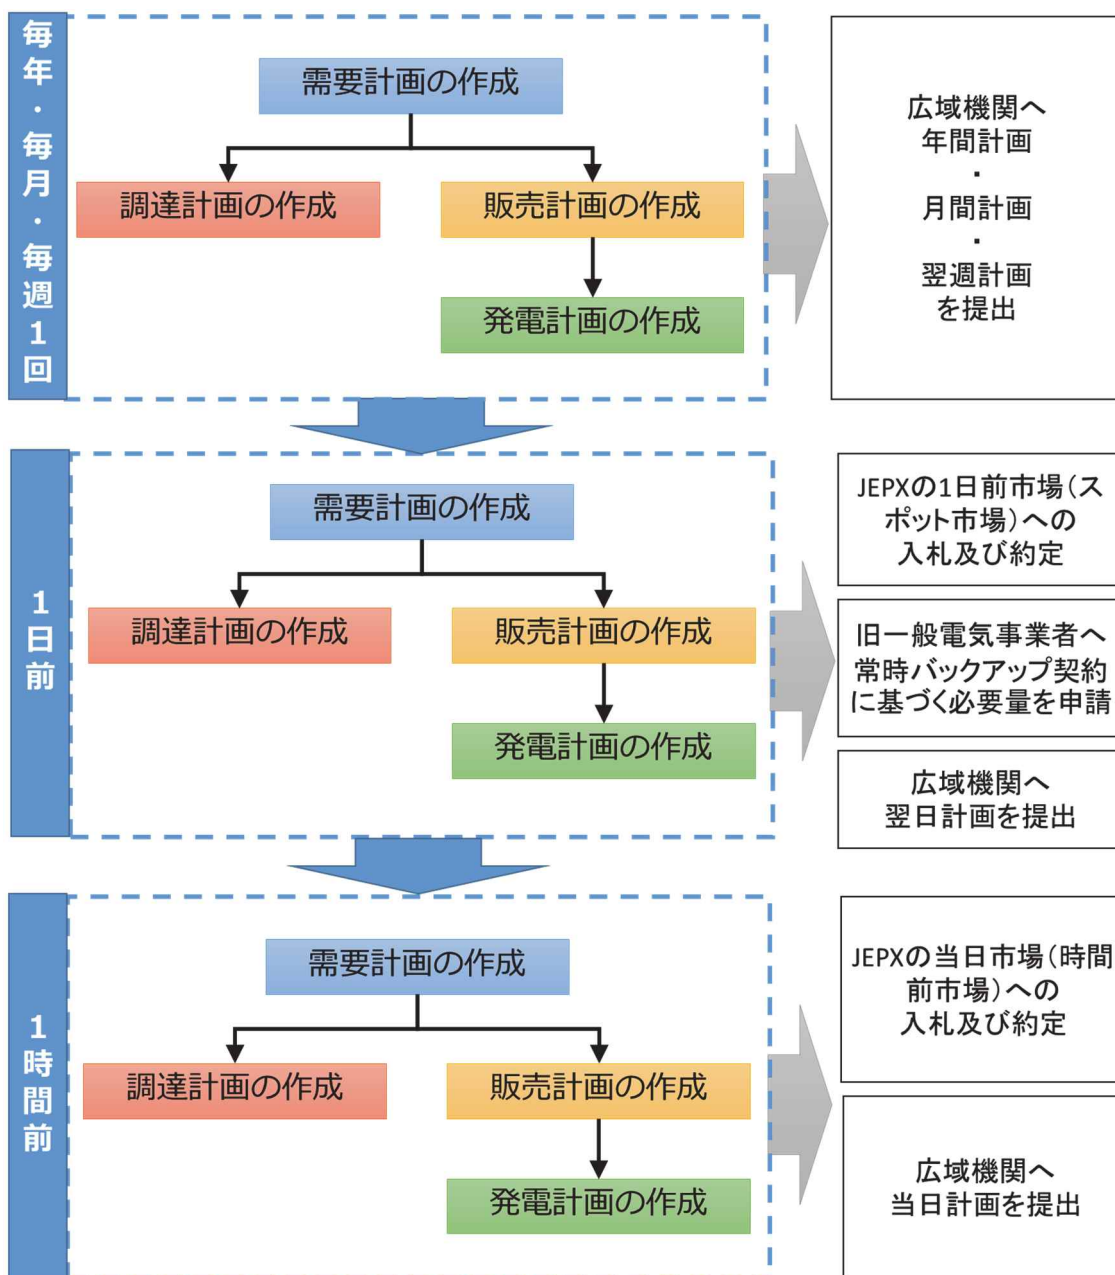 毎年・毎月・毎週1回
需要計画の作成
調達計画の作成
販売計画の作成
発電計画の作成
広域機関へ
年間計画
・
月間計画
・
翌週計画
を提出
1日前
需要計画の作成
調達計画の作成
販売計画の作成
発電計画の作成
JEPXの1日前市場(ス
ポット市場)への
入札及び約定
旧一般電気事業者へ
常時バックアップ契約
に基づく必要量を申請
広域機関へ
翌日計画を提出
1時間前
需要計画の作成
調達計画の作成
販売計画の作成
発電計画の作成
JEPXの当日市場(時間
前市場)への
入札及び約定
広域機関へ
当日計画を提出